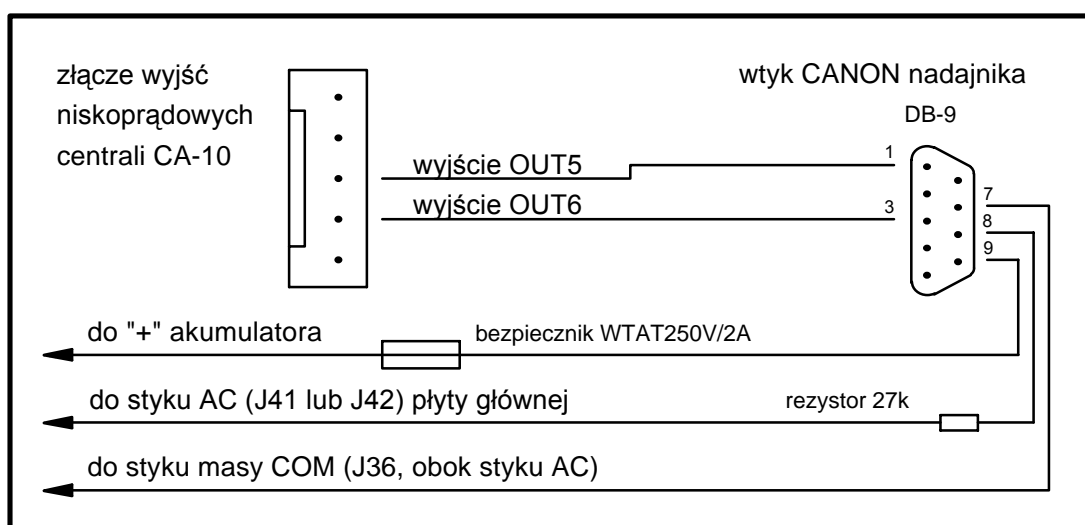 złącze wyjść
niskoprądowych
centrali CA-10
wtyk CANON nadajnika
DB-9
wyjście OUT5
1
wyjście OUT6
3
7
8
9
do "+" akumulatora
bezpiecznik WTAT250V/2A
do styku AC (J41 lub J42) płyty głównej
rezystor 27k
do styku masy COM (J36, obok styku AC)